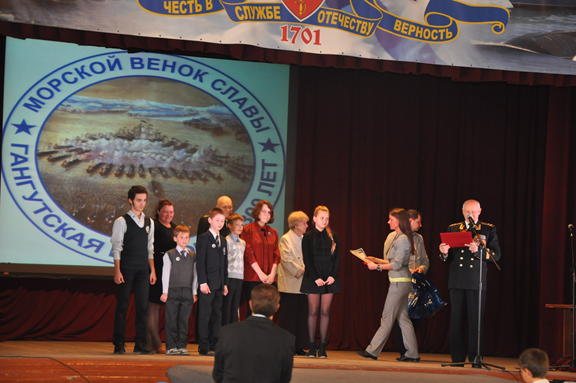 ЧЕСТЬ В СЛУЖБЕ ОТЕЧЕСТВУ ВЕРНОСТЬ
1701
МОРСКОЙ ВЕНОК СЛАВЫ
ГАНГУТСКАЯ
ЛЕТ